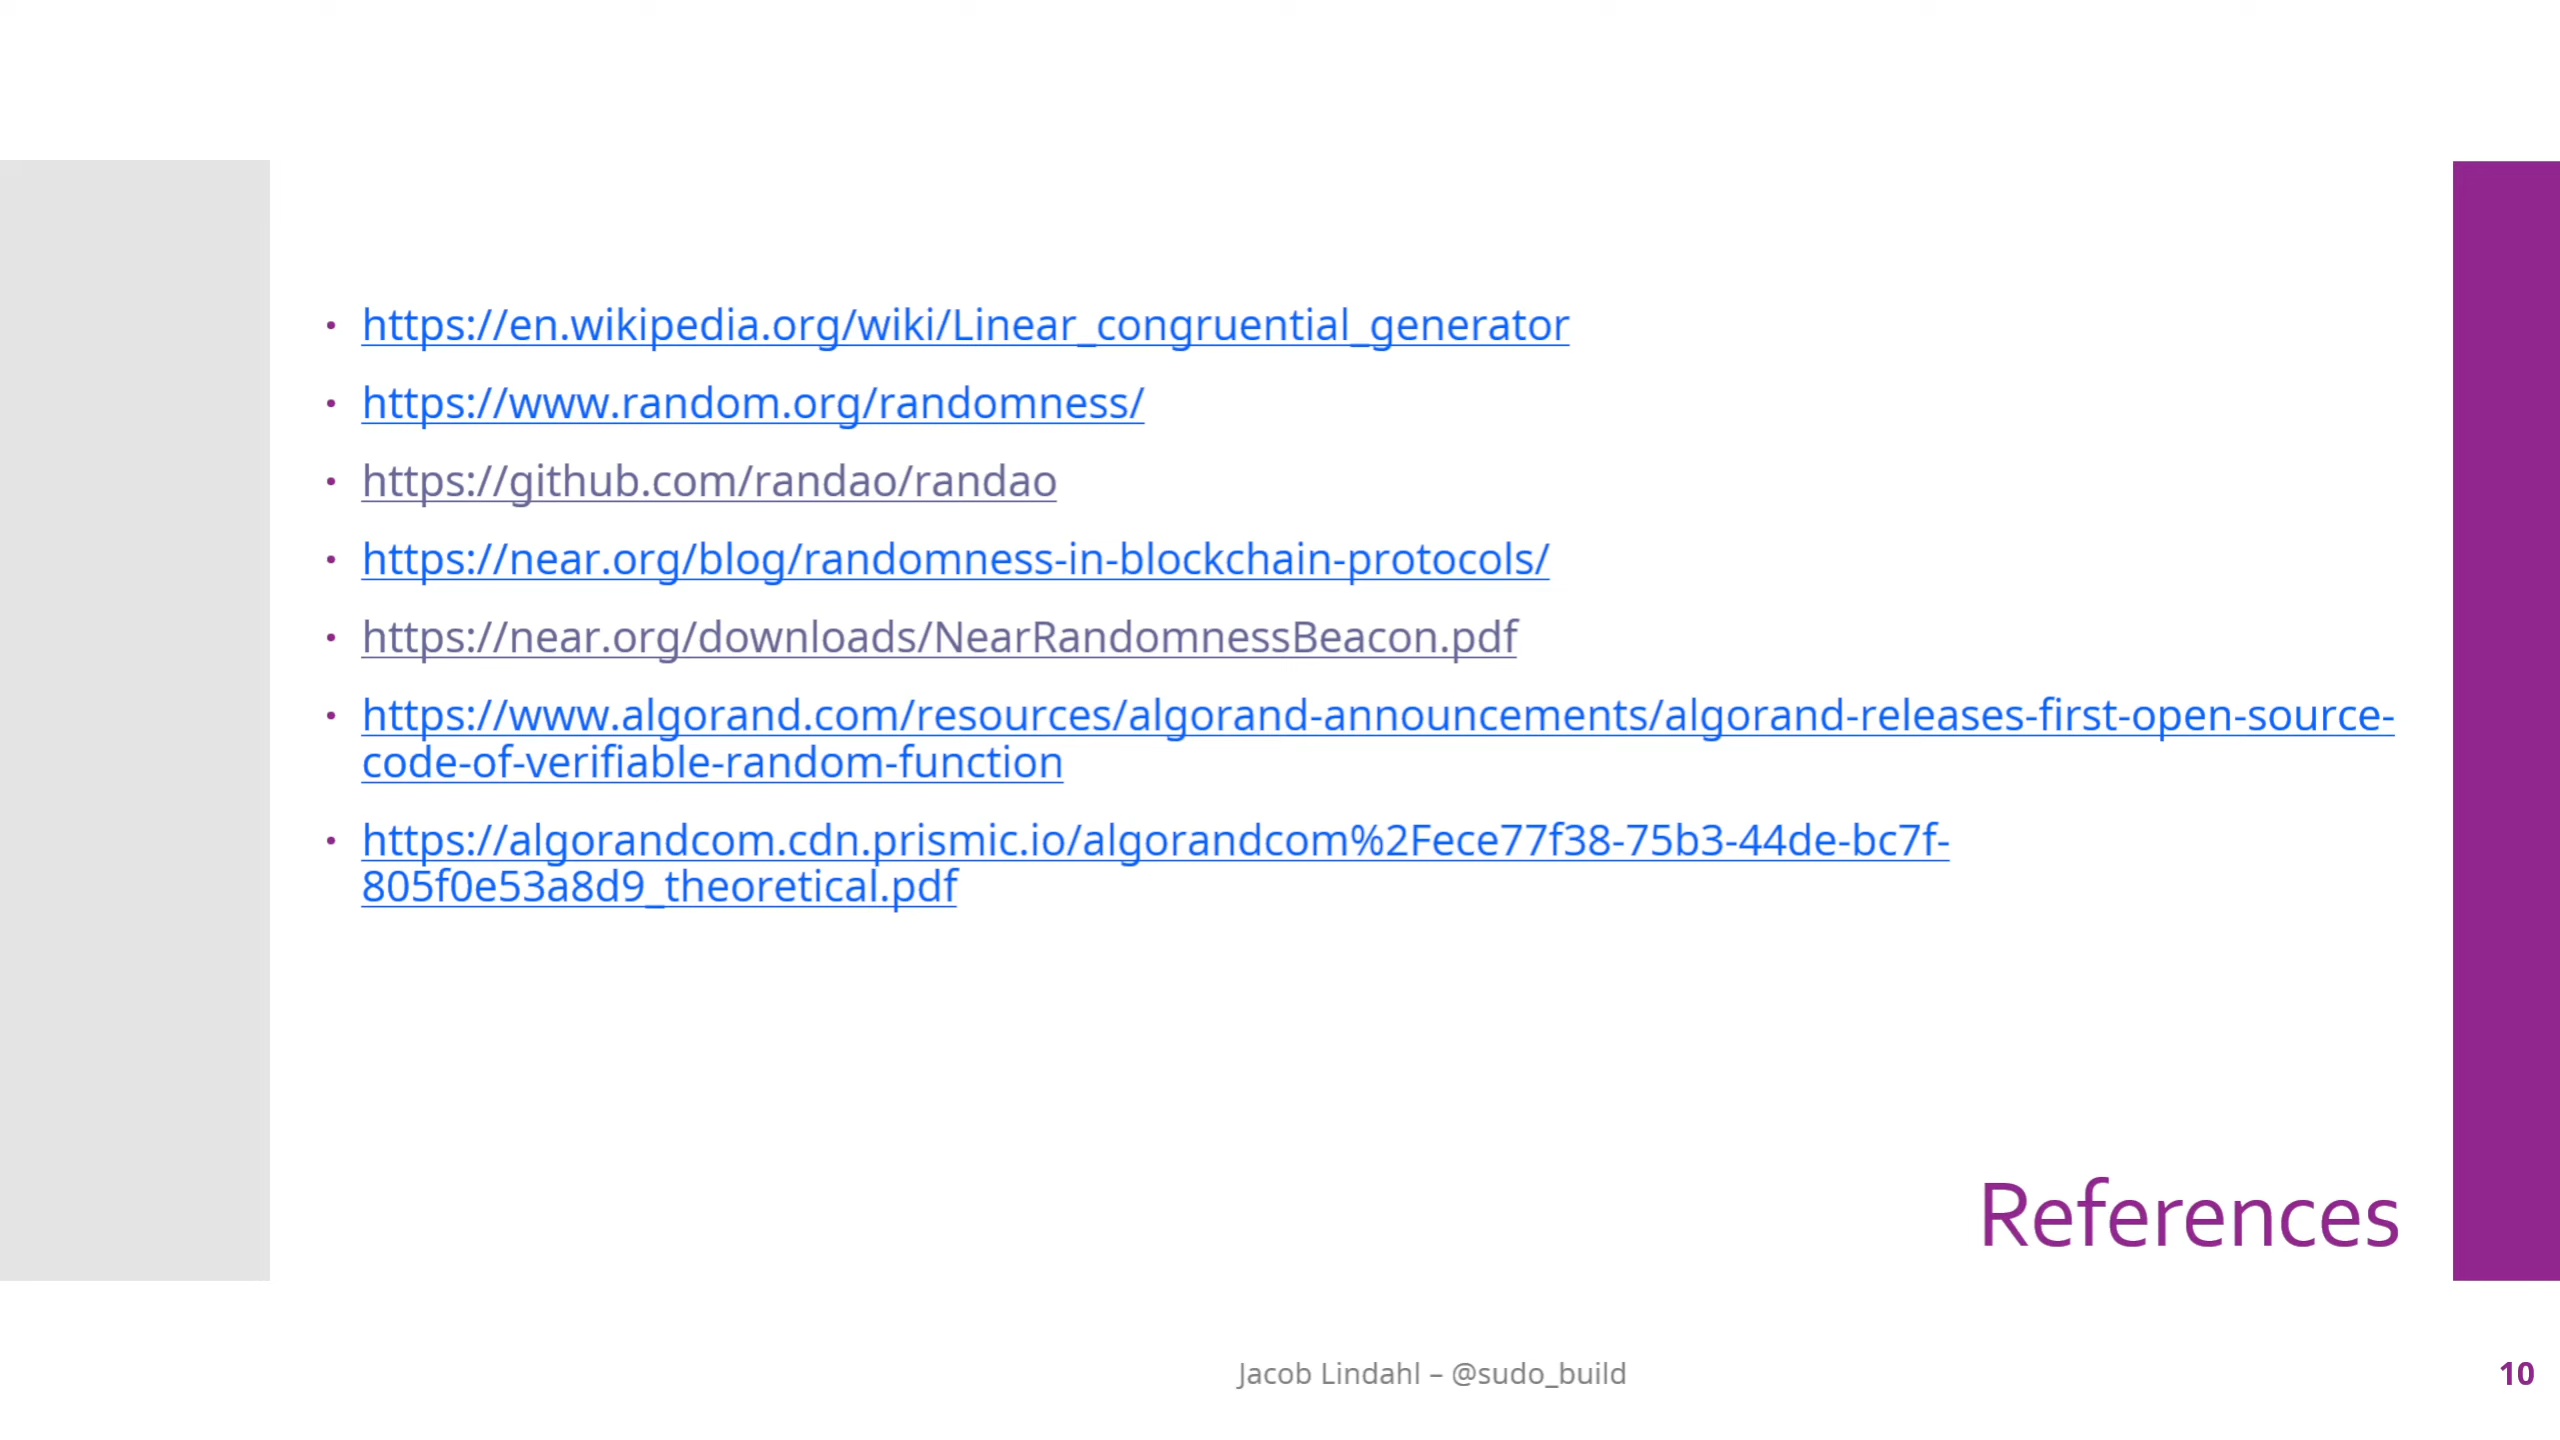 • https://en.wikipedia.org/wiki/Linear_congruential_generator
• https://www.random.org/randomness/
• https://github.com/randao/randao
• https://near.org/blog/randomness-in-blockchain-protocols/
• https://near.org/downloads/NearRandomnessBeacon.pdf
• https://www.algorand.com/resources/algorand-announcements/algorand-releases-first-open-source-
code-of-verifiable-random-function
• https://algorandcom.cdn.prismic.io/algorandcom%2Fece77f38-75b3-44de-bc7f-
805f0e53a8d9_theoretical.pdf
References
Jacob Lindahl – @sudo_build
10